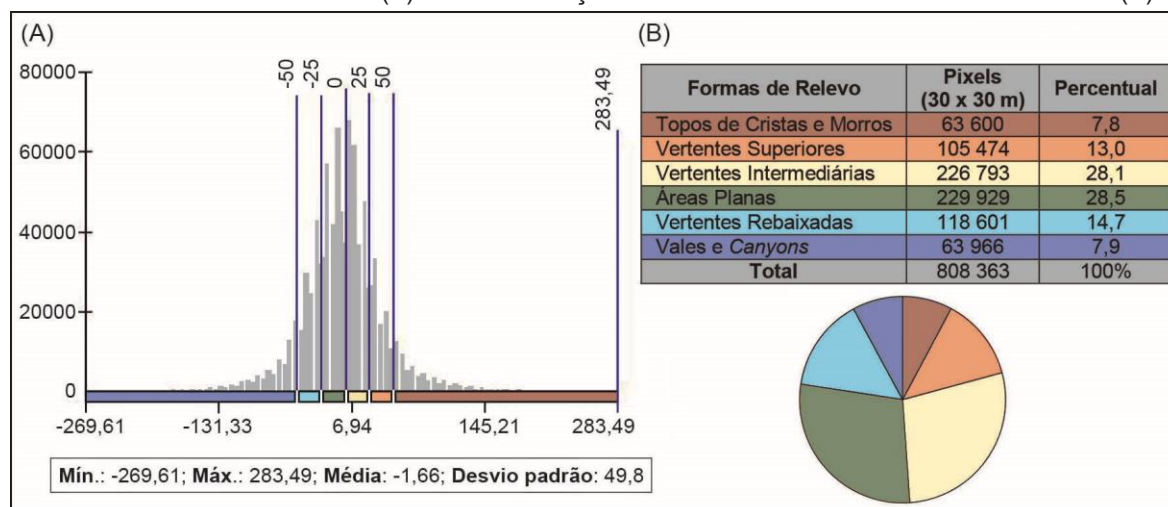 (A)
80000
60000
40000
20000
0
-50
-25
0
25
50
283,49
-269,61
-131,33
6,94
145,21
283,49
Mín.: -269,61; Máx.: 283,49; Média: -1,66; Desvio padrão: 49,8
(B)
Formas de Relevo Pixels (30 x 30 m) Percentual
Topos de Cristas e Morros 63 600 7,8
Vertentes Superiores 105 474 13,0
Vertentes Intermediárias 226 793 28,1
Áreas Planas 229 929 28,5
Vertentes Rebaixadas 118 601 14,7
Vales e Canyons 63 966 7,9
Total 808 363 100%